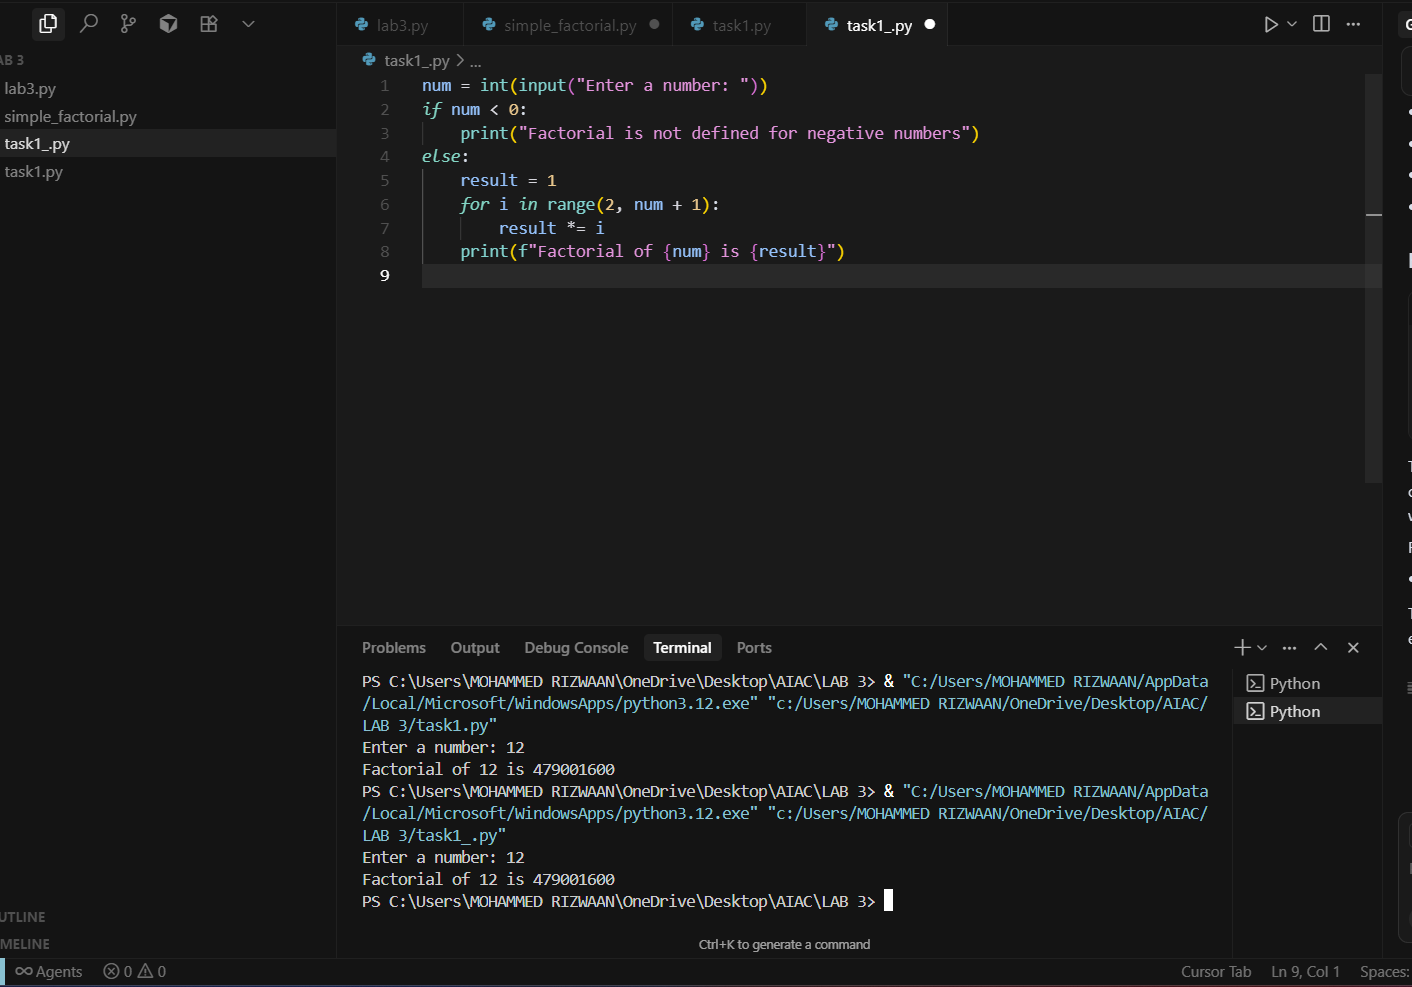 lab3.py
simple_factorial.py
task1.py
task1_.py
AB 3
lab3.py
simple_factorial.py
task1_.py
task1.py
task1_.py > ...
1 num = int(input("Enter a number: "))
2 if num < 0:
3 print("Factorial is not defined for negative numbers")
4 else:
5 result = 1
6 for i in range(2, num + 1):
7 result *= i
8 print(f"Factorial of {num} is {result}")
9
Problems Output Debug Console Terminal Ports
PS C:\Users\MOHAMMED RIZWAAN\OneDrive\Desktop\AIAC\LAB 3> & "C:/Users/MOHAMMED RIZWAAN/AppData
/Local/Microsoft/WindowsApps/python3.12.exe" "c:/Users/MOHAMMED RIZWAAN/OneDrive/Desktop/AIAC/
LAB 3/task1.py"
Enter a number: 12
Factorial of 12 is 479001600
PS C:\Users\MOHAMMED RIZWAAN\OneDrive\Desktop\AIAC\LAB 3> & "C:/Users/MOHAMMED RIZWAAN/AppData
/Local/Microsoft/WindowsApps/python3.12.exe" "c:/Users/MOHAMMED RIZWAAN/OneDrive/Desktop/AIAC/
LAB 3/task1_.py"
Enter a number: 12
Factorial of 12 is 479001600
PS C:\Users\MOHAMMED RIZWAAN\OneDrive\Desktop\AIAC\LAB 3>
Python
Python
Ctrl+K to generate a command
UTLINE
MELINE
Agents 0 0
Cursor Tab Ln 9, Col 1 Spaces: